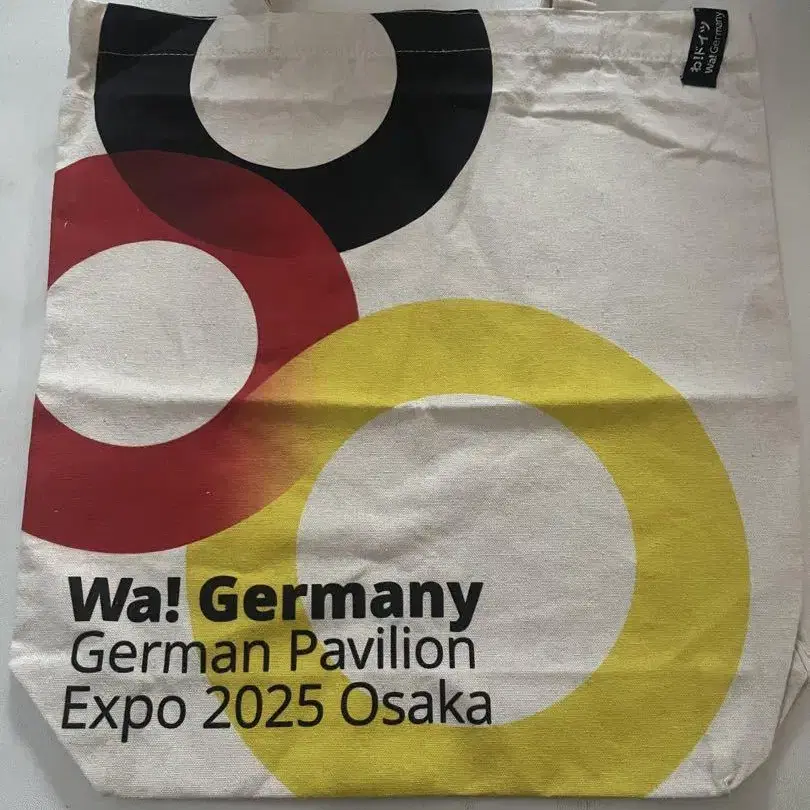 わ!ドイツ
Wa! Germany
Wa! Germany
German Pavilion
Expo 2025 Osaka